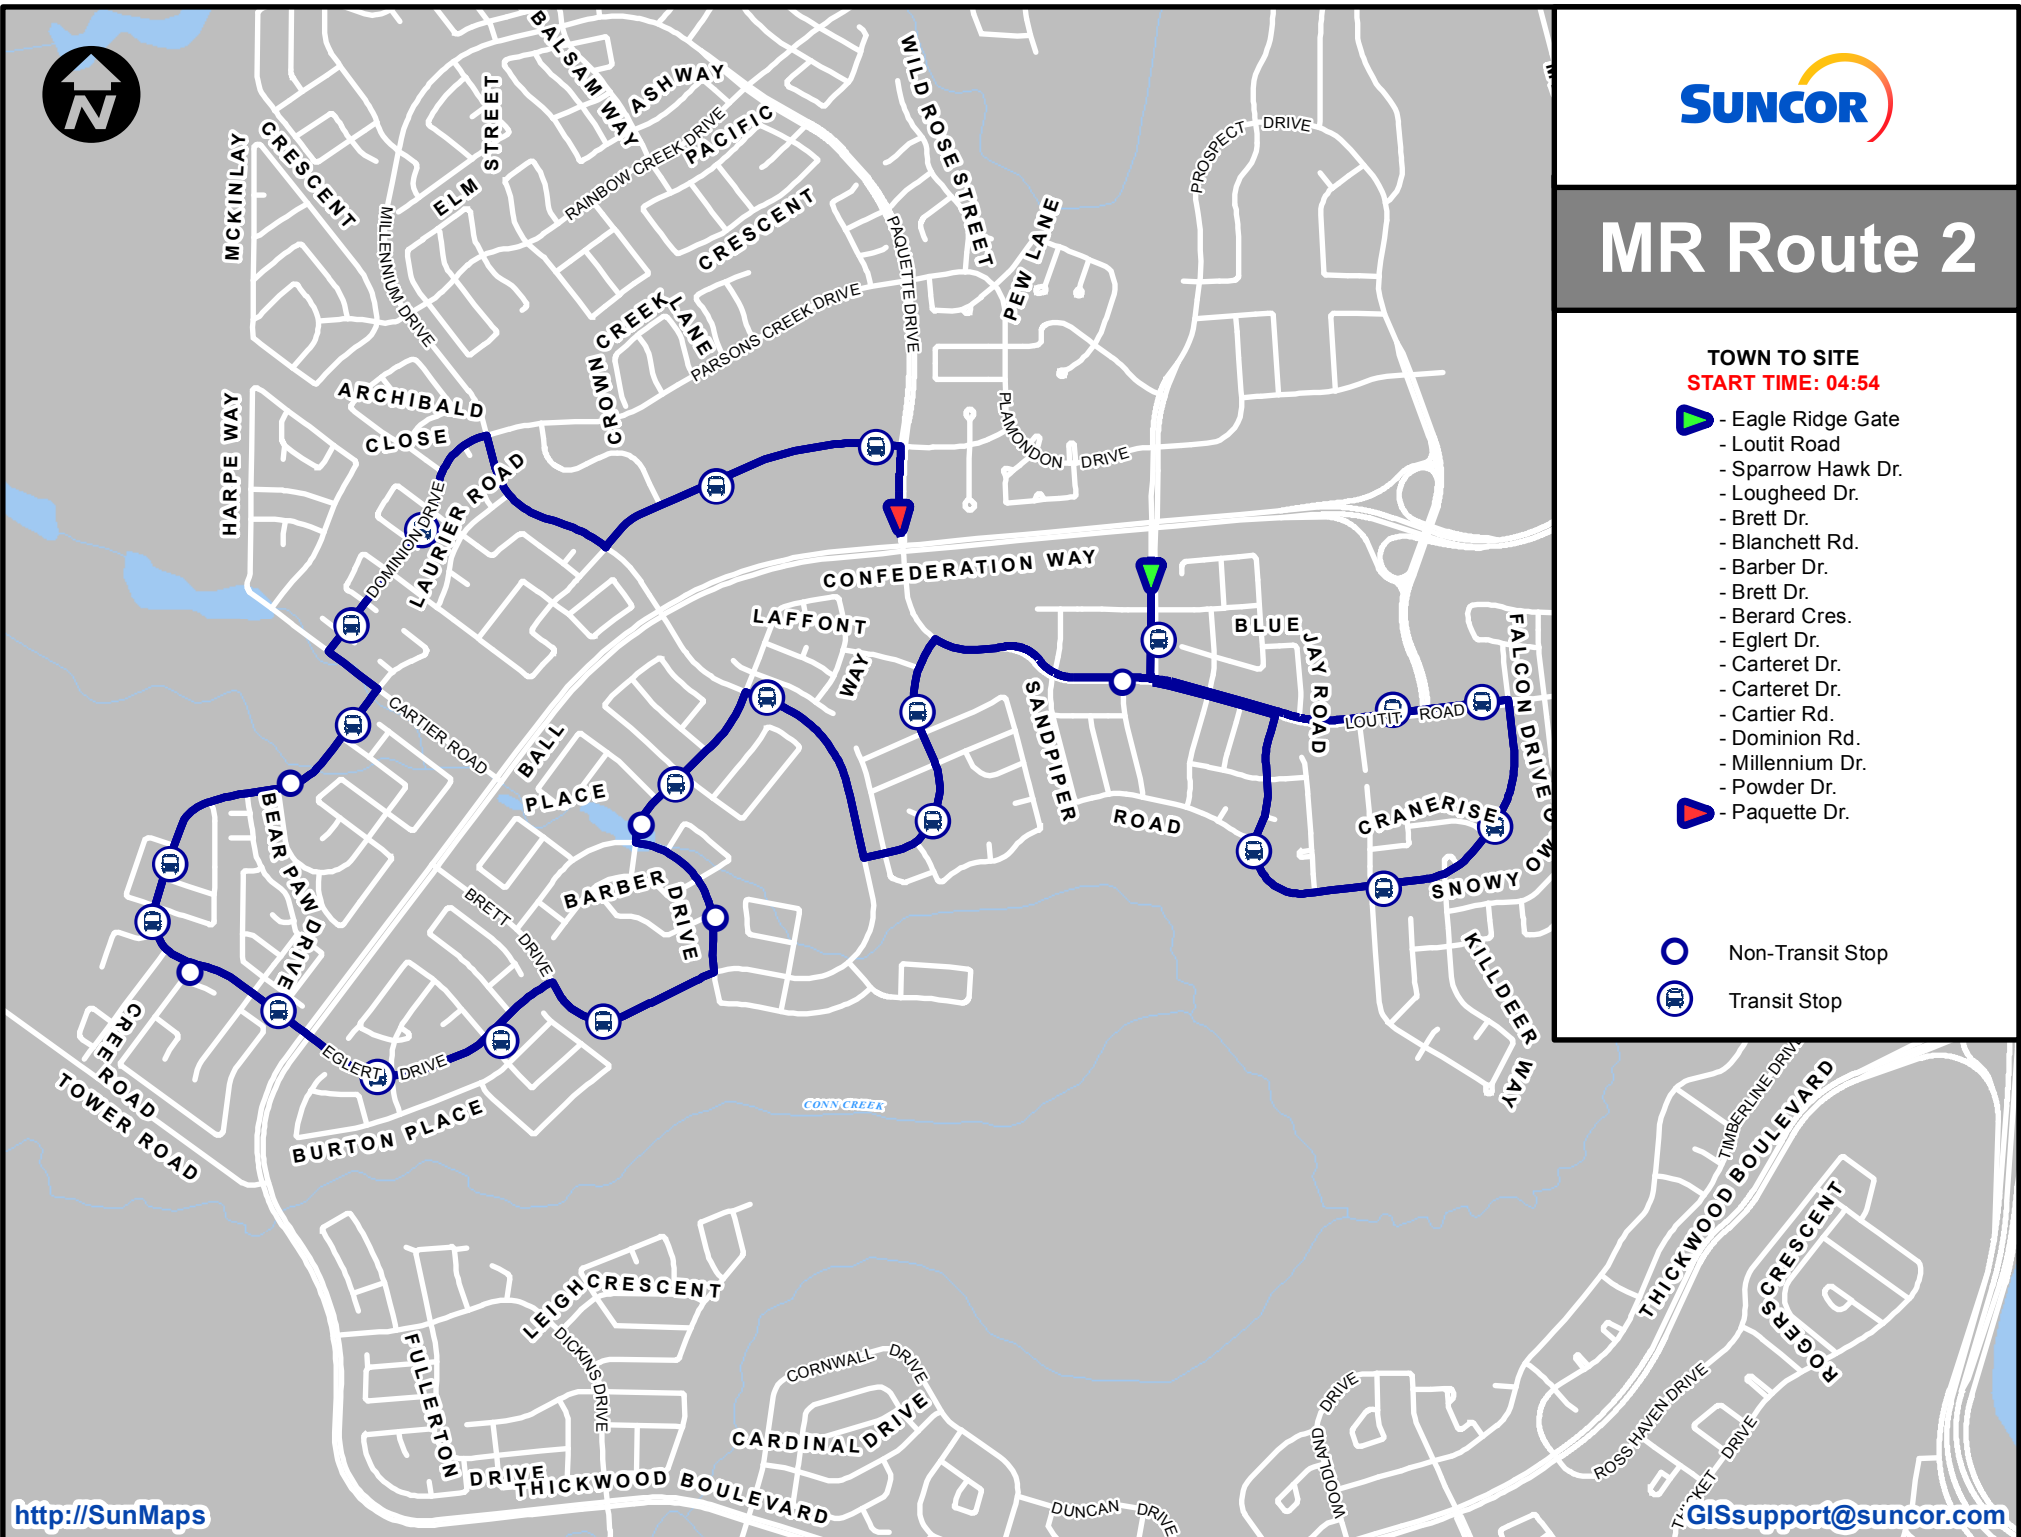 SUNCOR
MR Route 2
TOWN TO SITE
START TIME: 04:54
- Eagle Ridge Gate
- Loutit Road
- Sparrow Hawk Dr.
- Lougheed Dr.
- Brett Dr.
- Blanchett Rd.
- Barber Dr.
- Brett Dr.
- Berard Cres.
- Eglert Dr.
- Carteret Dr.
- Carteret Dr.
- Cartier Rd.
- Dominion Rd.
- Millennium Dr.
- Powder Dr.
- Paquette Dr.
Non-Transit Stop
Transit Stop
N
BALSAM WAY
ASH WAY
WILD ROSE STREET
ELM STREET
MCKINLAY CRESCENT
RAINBOW CREEK DRIVE
PACIFIC CRESCENT
PROSPECT DRIVE
MILLENNIUM DRIVE
PAQUETTE DRIVE
PEW LANE
CROWN CREEK LANE
PARSONS CREEK DRIVE
ARCHIBALD CLOSE
HARPE WAY
PLAMONDON DRIVE
DOMINION DRIVE
LAURIER ROAD
CONFEDERATION WAY
LAFFONT WAY
BLUE JAY ROAD
FALCON DRIVE
SANDPIPER ROAD
LOUTIT ROAD
CARTIER ROAD
BALL PLACE
CRANERISE
SNOWY OW
BEAR PAW DRIVE
BARBER DRIVE
BRETT DRIVE
KILLDEER WAY
CREE ROAD
TOWER ROAD
EGLERT DRIVE
BURTON PLACE
CONN CREEK
TIMBERLINE DRIVE
THICKWOOD BOULEVARD
ROGERS CRESCENT
LEIGH CRESCENT
DICKINS DRIVE
FULLERTON DRIVE
CORNWALL DRIVE
CARDINAL DRIVE
WOODLAND DRIVE
ROSS HAVEN DRIVE
THICKET DRIVE
THICKWOOD BOULEVARD
DUNCAN DRIVE
http://SunMaps
GISsupport@suncor.com